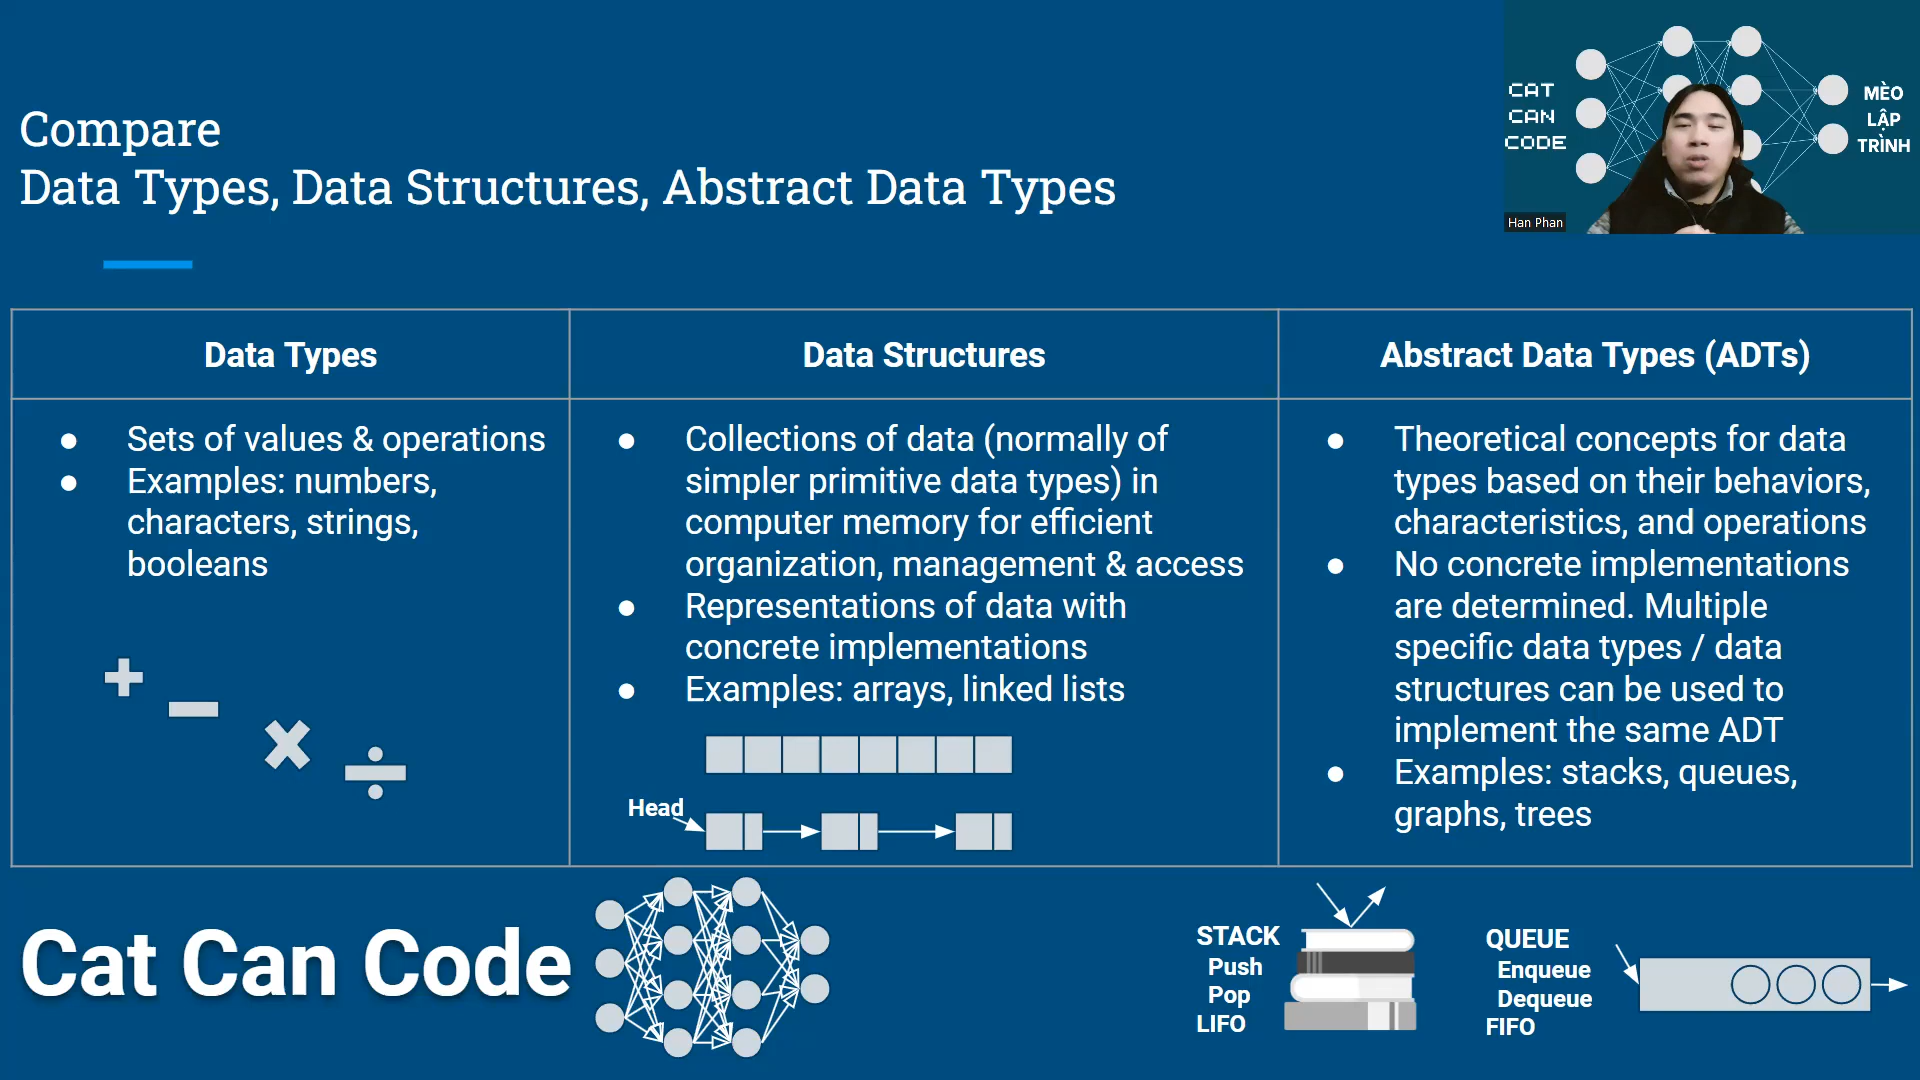 Compare
Data Types, Data Structures, Abstract Data Types
CAT
CAN
CODE
MÈO
LẬP
TRÌNH
Han Phan
Data Types
Data Structures
Abstract Data Types (ADTs)
● Sets of values & operations
● Examples: numbers,
characters, strings,
booleans
● Collections of data (normally of
simpler primitive data types) in
computer memory for efficient
organization, management & access
● Representations of data with
concrete implementations
● Examples: arrays, linked lists
Head
● Theoretical concepts for data
types based on their behaviors,
characteristics, and operations
● No concrete implementations
are determined. Multiple
specific data types / data
structures can be used to
implement the same ADT
● Examples: stacks, queues,
graphs, trees
Cat Can Code
STACK
Push
Pop
LIFO
QUEUE
Enqueue
Dequeue
FIFO